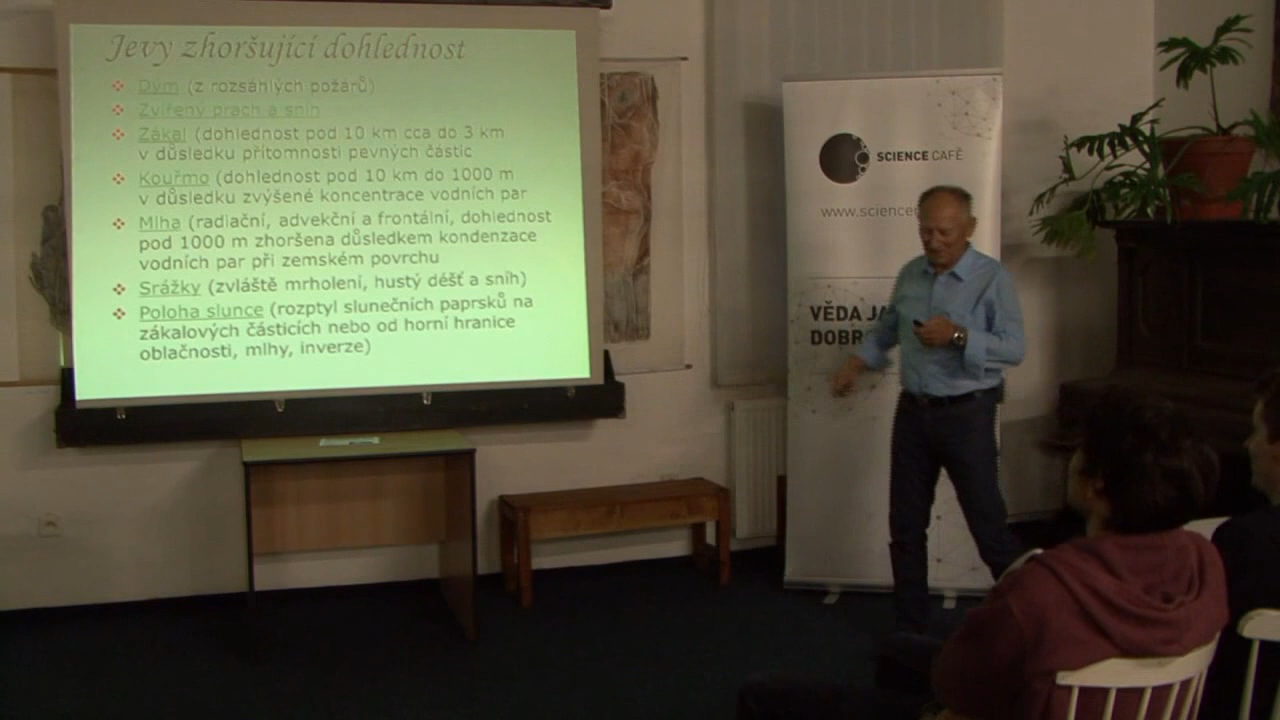 Jevy zhoršující dohlednost
Dým (z rozsáhlých požárů)
Zvířený prach a sníh
Zákal (dohlednost pod 10 km cca do 3 km
v důsledku přítomnosti pevných částic
Kouřmo (dohlednost pod 10 km do 1000 m
v důsledku zvýšené koncentrace vodních par
Mlha (radiační, advekční a frontální, dohlednost
pod 1000 m zhoršena důsledkem kondenzace
vodních par při zemském povrchu
Srážky (zvláště mrholení, hustý déšť a sníh)
Poloha slunce (rozptyl slunečních paprsků na
zákalových částicích nebo od horní hranice
oblačnosti, mlhy, inverze)
SCIENCE CAFÉ
www.science
VĚDA JA
DOBR